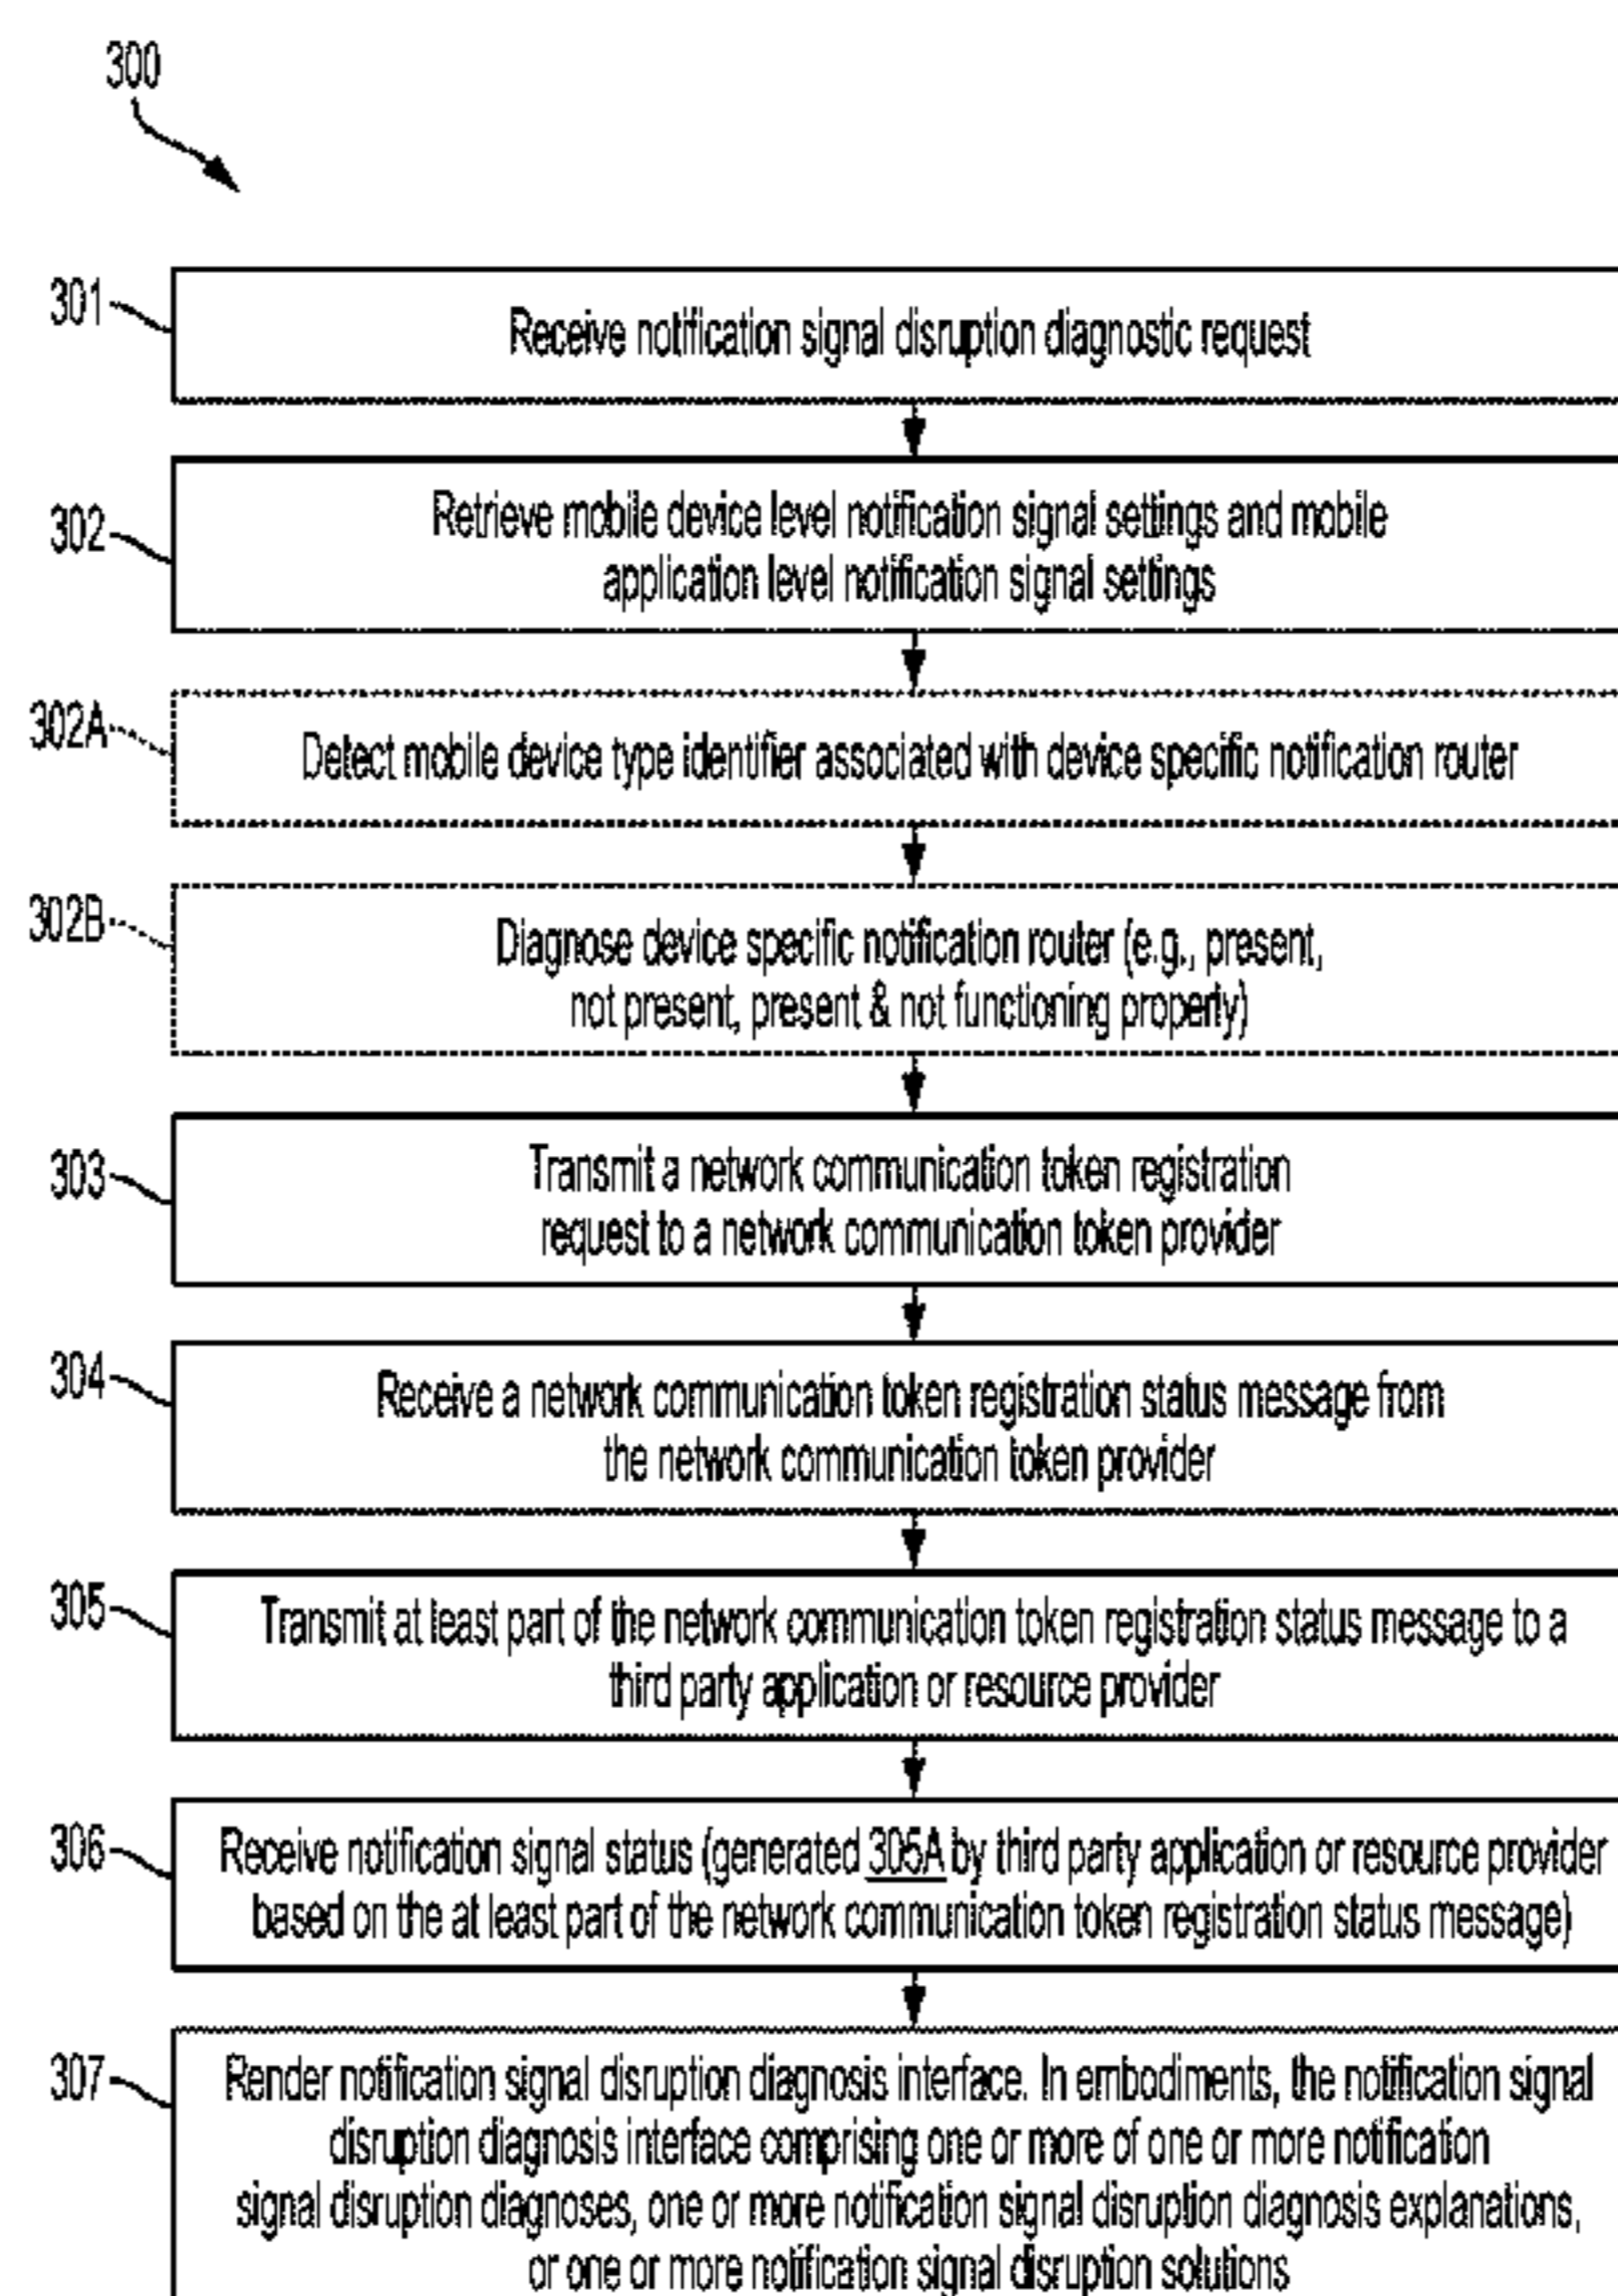 300
301
Receive notification signal disruption diagnostic request
302
Retrieve mobile device level notification signal settings and mobile
application level notification signal settings
302A
Detect mobile device type identifier associated with device specific notification router
302B
Diagnose device specific notification router (e.g., present,
not present, present & not functioning properly)
303
Transmit a network communication token registration
request to a network communication token provider
304
Receive a network communication token registration status message from
the network communication token provider
305
Transmit at least part of the network communication token registration status message to a
third party application or resource provider
306
Receive notification signal status (generated 305A by third party application or resource provider
based on the at least part of the network communication token registration status message)
307
Render notification signal disruption diagnosis interface. In embodiments, the notification signal
disruption diagnosis interface comprising one or more of one or more notification
signal disruption diagnoses, one or more notification signal disruption diagnosis explanations,
or one or more notification signal disruption solutions